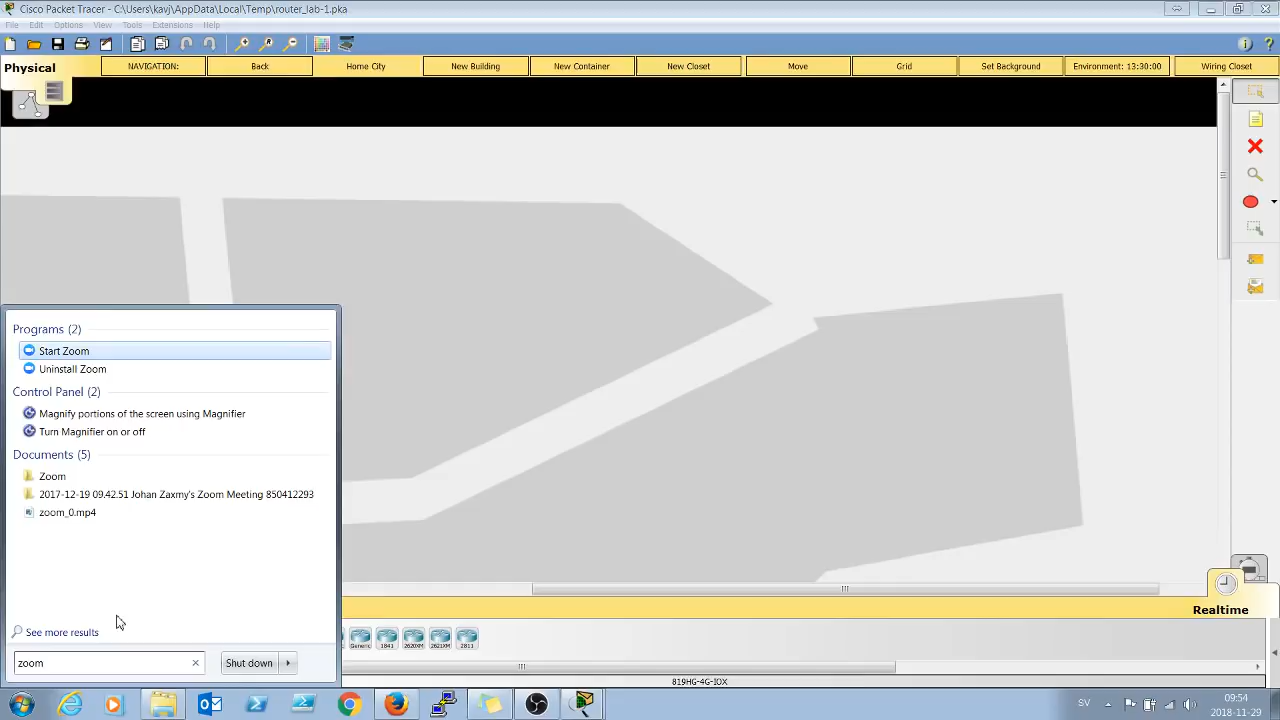 Cisco Packet Tracer - C:\Users\kavj\AppData\Local\Temp\router_lab-1.pka
File Edit Options View Tools Extensions Help
Physical
NAVIGATION: Back Home City New Building New Container New Closet Move Grid Set Background Environment: 13:30:00 Wiring Closet
Programs (2)
Start Zoom
Uninstall Zoom
Control Panel (2)
Magnify portions of the screen using Magnifier
Turn Magnifier on or off
Documents (5)
Zoom
2017-12-19 09.42.51 Johan Zaxmy's Zoom Meeting 850412293
zoom_0.mp4
See more results
zoom
Shut down
Realtime
Generic 1841 2620XM 2621XM 2811
819HG-4G-IOX
SV
09:54
2018-11-29